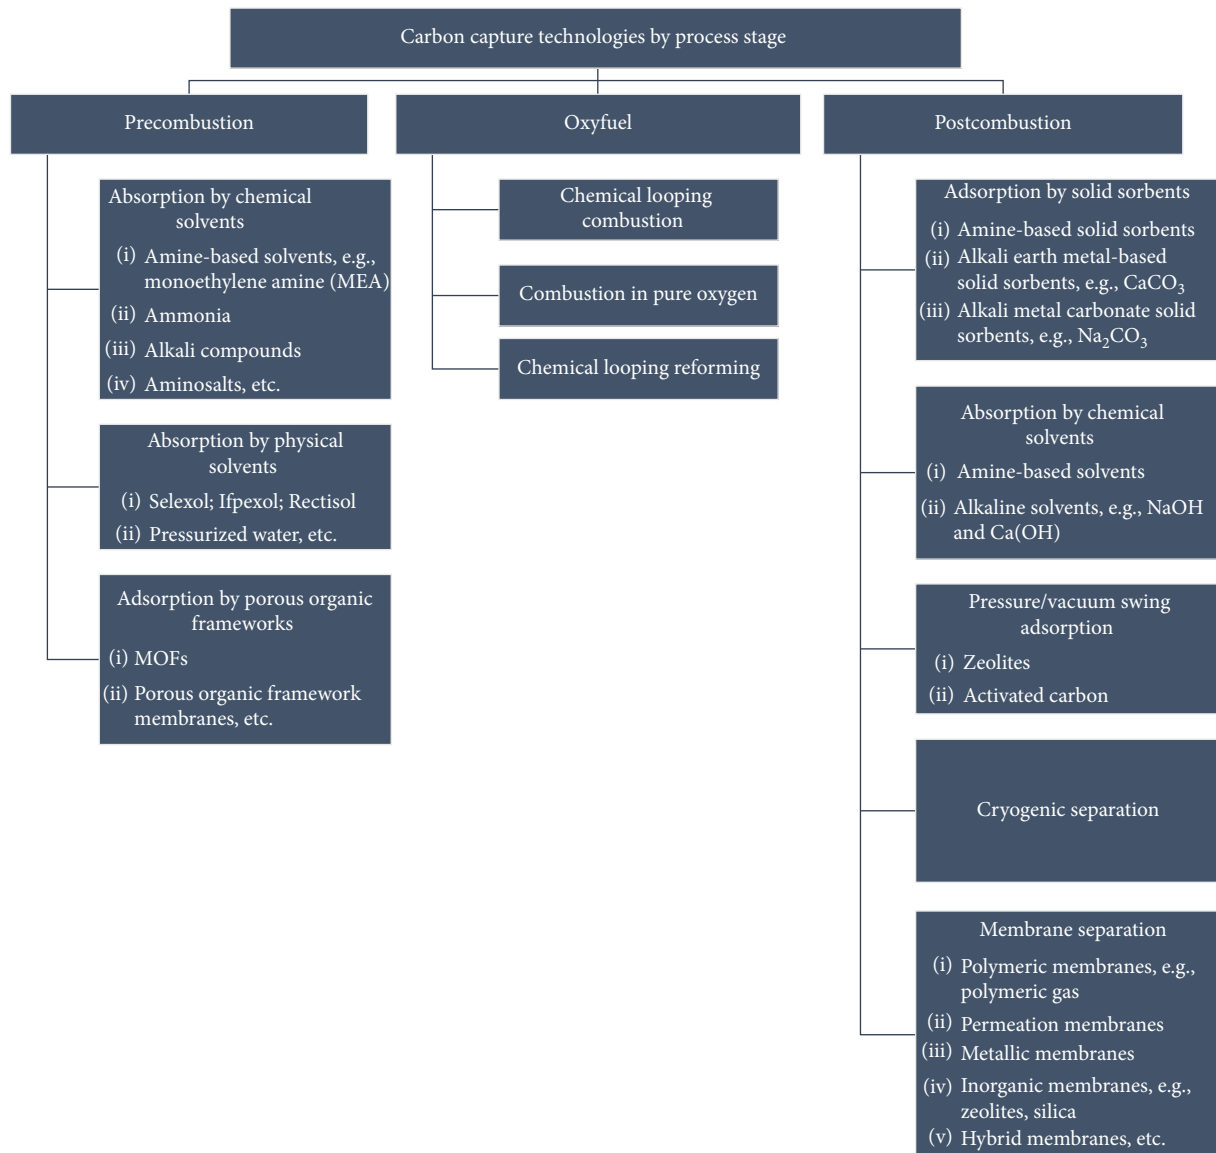 Carbon capture technologies by process stage
Precombustion
Absorption by chemical
solvents
(i) Amine-based solvents, e.g.,
monoethylene amine (MEA)
(ii) Ammonia
(iii) Alkali compounds
(iv) Aminosalts, etc.
Absorption by physical
solvents
(i) Selexol; Ifpexol; Rectisol
(ii) Pressurized water, etc.
Adsorption by porous organic
frameworks
(i) MOFs
(ii) Porous organic framework
membranes, etc.
Oxyfuel
Chemical looping
combustion
Combustion in pure oxygen
Chemical looping reforming
Postcombustion
Adsorption by solid sorbents
(i) Amine-based solid sorbents
(ii) Alkali earth metal-based
solid sorbents, e.g., CaCO₃
(iii) Alkali metal carbonate solid
sorbents, e.g., Na₂CO₃
Absorption by chemical
solvents
(i) Amine-based solvents
(ii) Alkaline solvents, e.g., NaOH
and Ca(OH)
Pressure/vacuum swing
adsorption
(i) Zeolites
(ii) Activated carbon
Cryogenic separation
Membrane separation
(i) Polymeric membranes, e.g.,
polymeric gas
(ii) Permeation membranes
(iii) Metallic membranes
(iv) Inorganic membranes, e.g.,
zeolites, silica
(v) Hybrid membranes, etc.